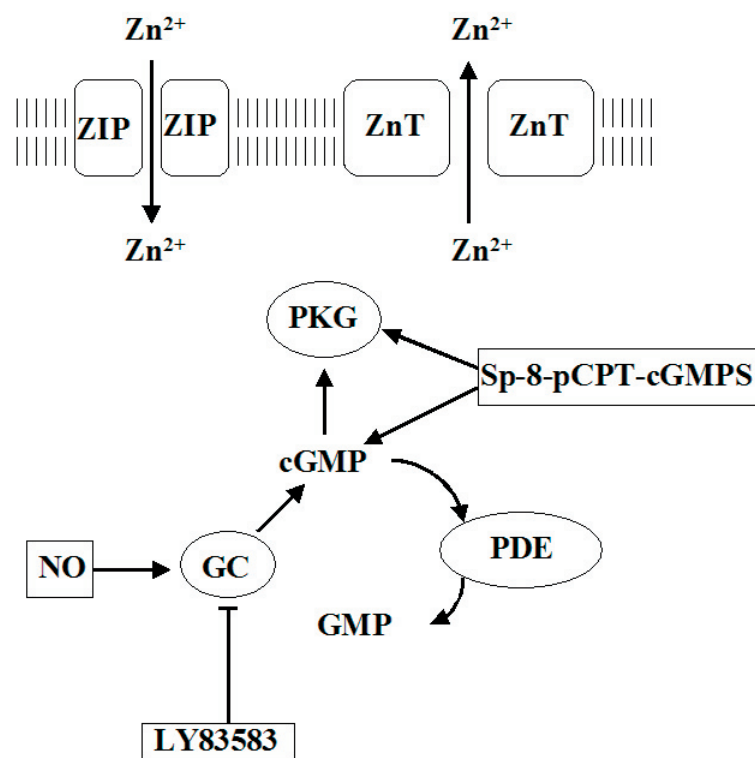 Zn²⁺ Zn²⁺
ZIP ZIP ZnT ZnT
Zn²⁺ Zn²⁺
PKG
Sp-8-pCPT-cGMPS
cGMP
PDE
NO GC
GMP
LY83583